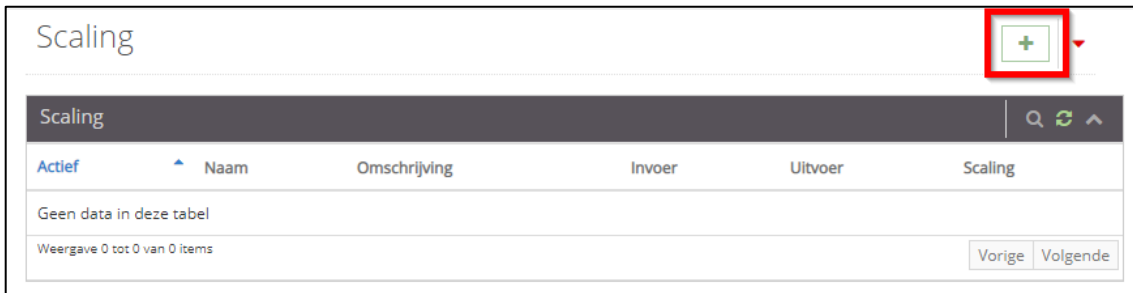 Scaling
+
Scaling
Actief Naam Omschrijving Invoer Uitvoer Scaling
Geen data in deze tabel
Weergave 0 tot 0 van 0 items
Vorige Volgende